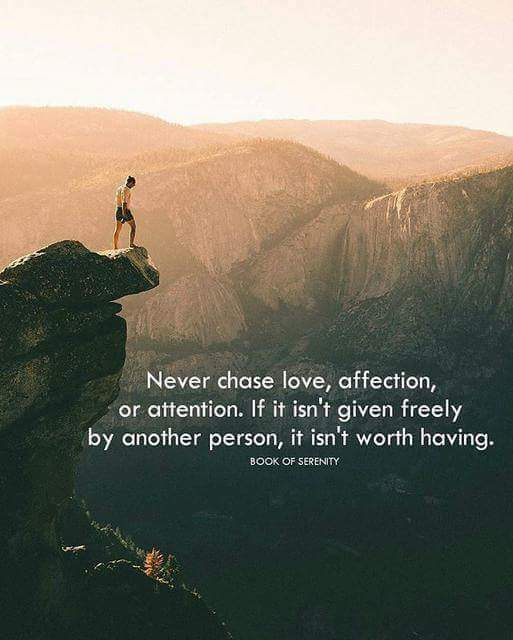 Never chase love, affection,
or attention. If it isn't given freely
by another person, it isn't worth having.
BOOK OF SERENITY